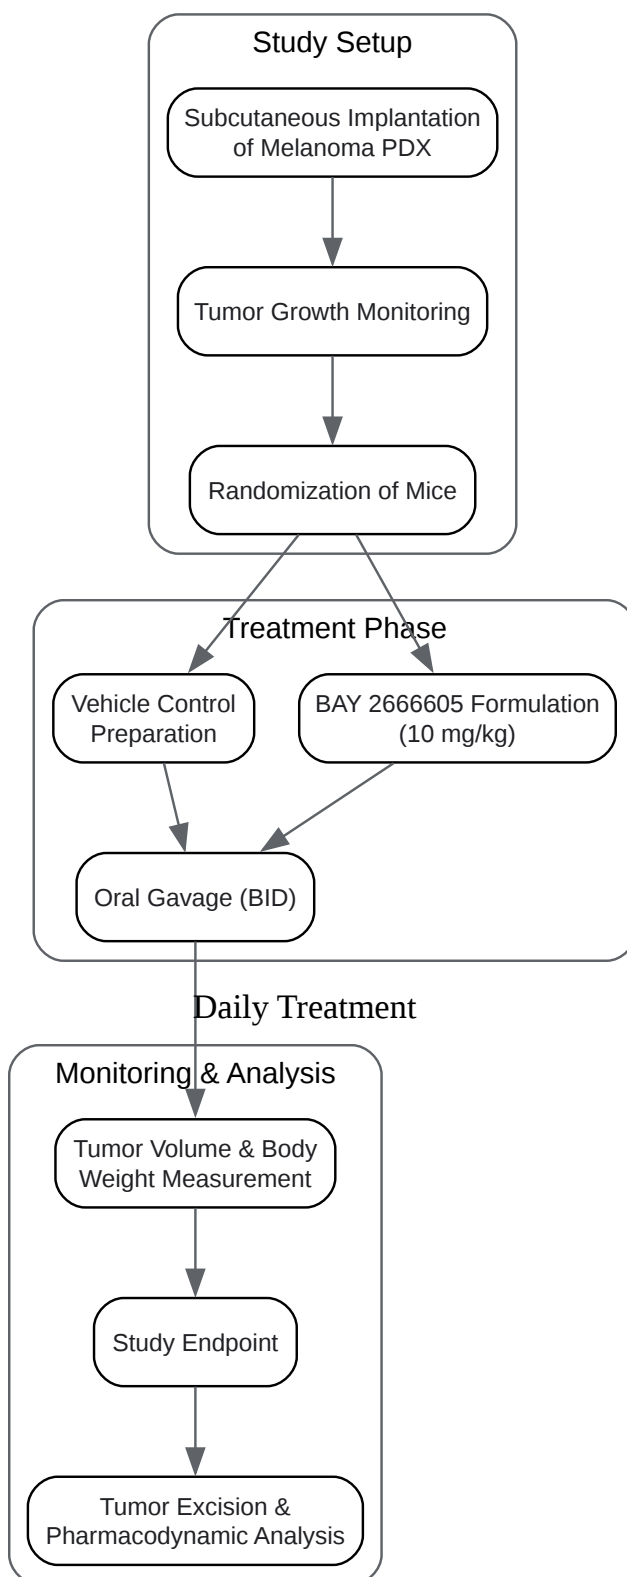 Study Setup
Subcutaneous Implantation
of Melanoma PDX
Tumor Growth Monitoring
Randomization of Mice
Treatment Phase
Vehicle Control
Preparation
BAY 2666605 Formulation
(10 mg/kg)
Oral Gavage (BID)
Daily Treatment
Monitoring & Analysis
Tumor Volume & Body
Weight Measurement
Study Endpoint
Tumor Excision &
Pharmacodynamic Analysis